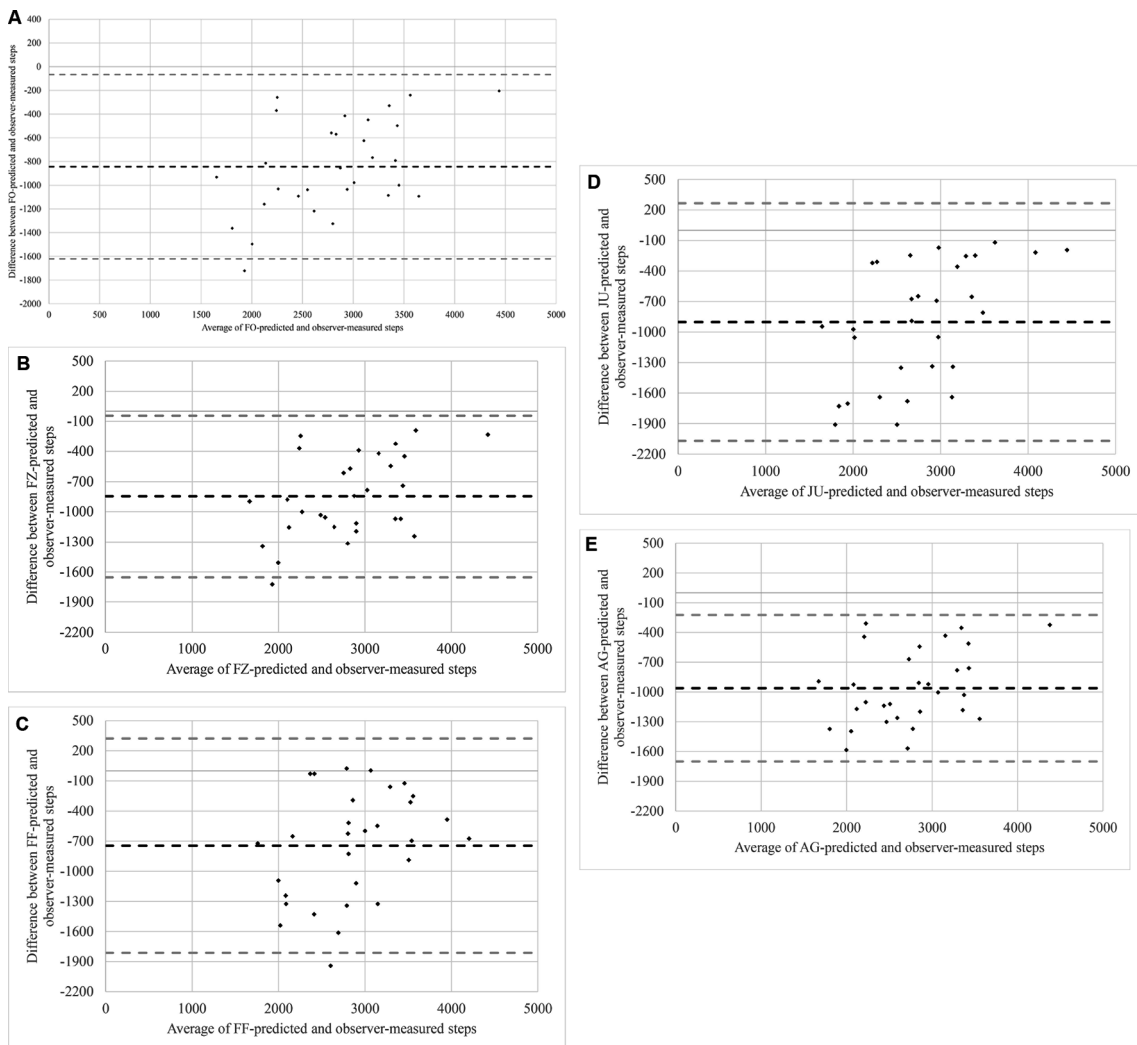 A
400
200
0
-200
-400
-600
-800
-1000
-1200
-1400
-1600
-1800
-2000
0 500 1000 1500 2000 2500 3000 3500 4000 4500 5000
Difference between FO-predicted and observer-measured steps
Average of FO-predicted and observer-measured steps
B
500
200
-100
-400
-700
-1000
-1300
-1600
-1900
-2200
0 1000 2000 3000 4000 5000
Difference between FZ-predicted and
observer-measured steps
Average of FZ-predicted and observer-measured steps
C
500
200
-100
-400
-700
-1000
-1300
-1600
-1900
-2200
0 1000 2000 3000 4000 5000
Difference between FF-predicted and
observer-measured steps
Average of FF-predicted and observer-measured steps
D
500
200
-100
-400
-700
-1000
-1300
-1600
-1900
-2200
0 1000 2000 3000 4000 5000
Difference between JU-predicted and
observer-measured steps
Average of JU-predicted and observer-measured steps
E
500
200
-100
-400
-700
-1000
-1300
-1600
-1900
-2200
0 1000 2000 3000 4000 5000
Difference between AG-predicted and
observer-measured steps
Average of AG-predicted and observer-measured steps